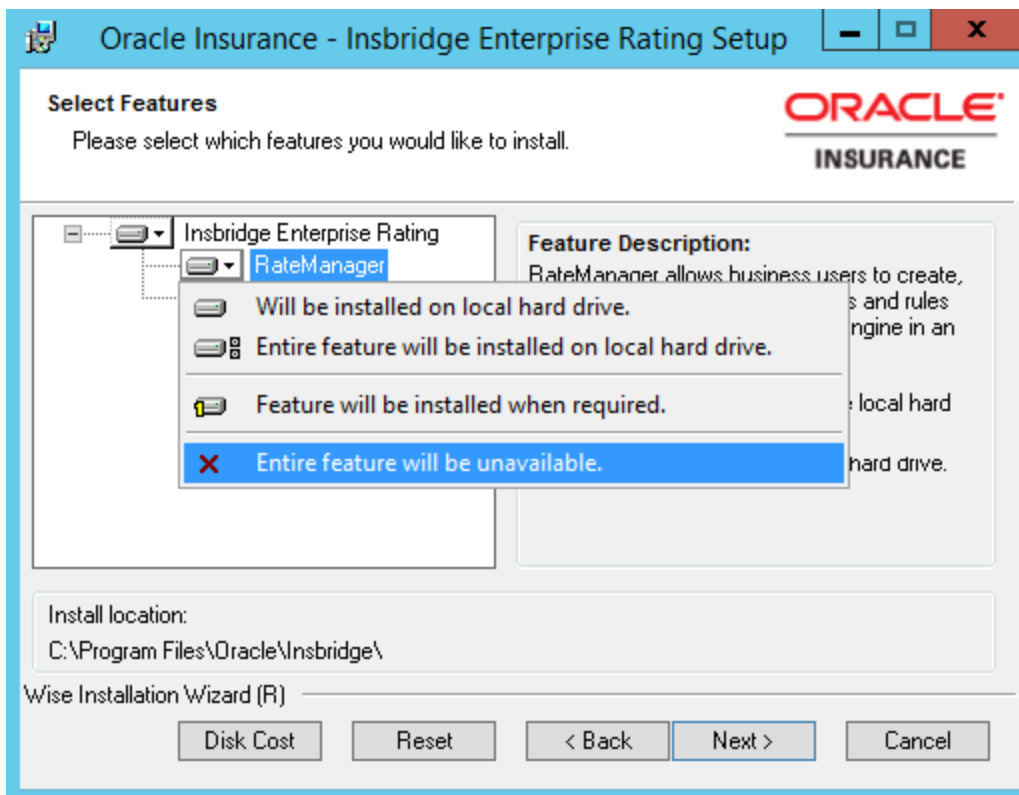 Oracle Insurance - Insbridge Enterprise Rating Setup
Select Features
Please select which features you would like to install.
ORACLE
INSURANCE
Insbridge Enterprise Rating
RateManager
Feature Description:
RateManager allows business users to create,
s and rules
ngine in an
local hard
hard drive.
Will be installed on local hard drive.
Entire feature will be installed on local hard drive.
Feature will be installed when required.
Entire feature will be unavailable.
Install location:
C:\Program Files\Oracle\Insbridge\
Wise Installation Wizard (R)
Disk Cost
Reset
< Back
Next >
Cancel